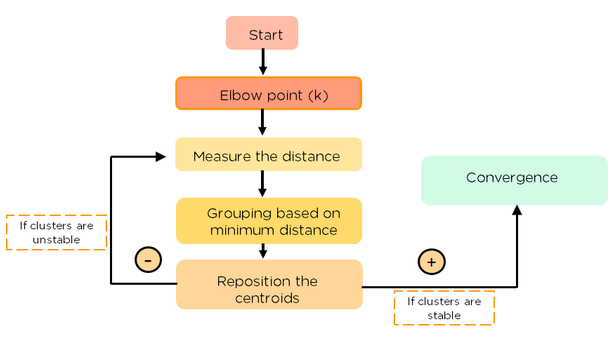 Start
Elbow point (k)
Measure the distance
Convergence
Grouping based on
minimum distance
If clusters are
unstable
-
+
Reposition the
centroids
If clusters are
stable